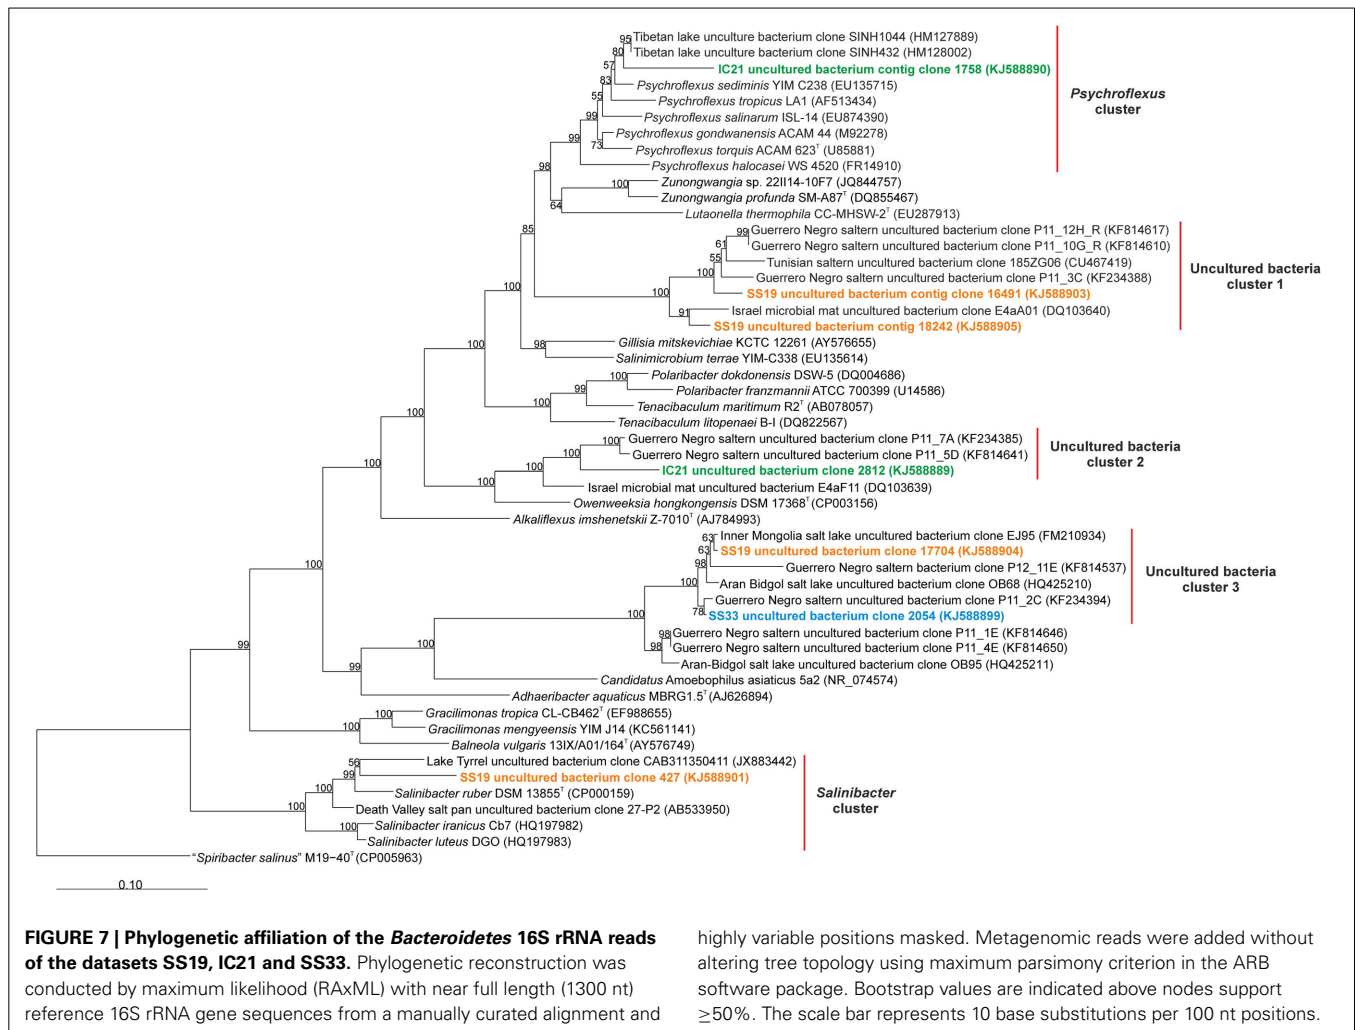 95 Tibetan lake unculture bacterium clone SINH1044 (HM127889)
80 Tibetan lake unculture bacterium clone SINH432 (HM128002)
57 IC21 uncultured bacterium contig clone 1758 (KJ588890)
83 Psychroflexus sediminis YIM C238 (EU135715)
55 Psychroflexus tropicus LA1 (AF513434)
99 Psychroflexus salinarum ISL-14 (EU874390)
Psychroflexus gondwanensis ACAM 44 (M92278)
99 73 Psychroflexus torquis ACAM 623T (U85881)
98 Psychroflexus halocasei WS 4520 (FR14910)
Psychroflexus
cluster
100 Zunongwangia sp. 22II14-10F7 (JQ844757)
Zunongwangia profunda SM-A87T (DQ855467)
64 Lutaonella thermophila CC-MHSW-2T (EU287913)
85 99 Guerrero Negro saltern uncultured bacterium clone P11_12H_R (KF814617)
61 Guerrero Negro saltern uncultured bacterium clone P11_10G_R (KF814610)
55 Tunisian saltern uncultured bacterium clone 185ZG06 (CU467419)
100 Guerrero Negro saltern uncultured bacterium clone P11_3C (KF234388)
SS19 uncultured bacterium contig clone 16491 (KJ588903)
91 Israel microbial mat uncultured bacterium clone E4aA01 (DQ103640)
SS19 uncultured bacterium contig 18242 (KJ588905)
Uncultured bacteria
cluster 1
100 98 Gillisia mitskevichiae KCTC 12261 (AY576655)
Salinimicrobium terrae YIM-C338 (EU135614)
100 Polaribacter dokdonensis DSW-5 (DQ004686)
99 Polaribacter franzmannii ATCC 700399 (U14586)
100 Tenacibaculum maritimum R2T (AB078057)
100 Tenacibaculum litopenaei B-I (DQ822567)
100 Guerrero Negro saltern uncultured bacterium clone P11_7A (KF234385)
100 Guerrero Negro saltern uncultured bacterium clone P11_5D (KF814641)
100 100 IC21 uncultured bacterium clone 2812 (KJ588889)
Uncultured bacteria
cluster 2
100 Israel microbial mat uncultured bacterium E4aF11 (DQ103639)
Owenweeksia hongkongensis DSM 17368T (CP003156)
Alkaliflexus imshenetskii Z-7010T (AJ784993)
63 Inner Mongolia salt lake uncultured bacterium clone EJ95 (FM210934)
63 SS19 uncultured bacterium clone 17704 (KJ588904)
98 Guerrero Negro saltern uncultured bacterium clone P12_11E (KF814537)
100 Aran Bidgol salt lake uncultured bacterium clone OB68 (HQ425210)
Guerrero Negro saltern uncultured bacterium clone P11_2C (KF234394)
100 78 SS33 uncultured bacterium clone 2054 (KJ588899)
Uncultured bacteria
cluster 3
98 Guerrero Negro saltern uncultured bacterium clone P11_1E (KF814646)
99 100 98 Guerrero Negro saltern uncultured bacterium clone P11_4E (KF814650)
Aran-Bidgol salt lake uncultured bacterium clone OB95 (HQ425211)
99 Candidatus Amoebophilus asiaticus 5a2 (NR_074574)
Adhaeribacter aquaticus MBRG1.5T (AJ626894)
100 Gracilimonas tropica CL-CB462T (EF988655)
100 Gracilimonas mengyeensis YIM J14 (KC561141)
Balneola vulgaris 13IX/A01/164T (AY576749)
56 Lake Tyrrel uncultured bacterium clone CAB311350411 (JX883442)
99 SS19 uncultured bacterium clone 427 (KJ588901)
100 Salinibacter ruber DSM 13855T (CP000159)
100 Death Valley salt pan uncultured bacterium clone 27-P2 (AB533950)
100 Salinibacter iranicus Cb7 (HQ197982)
Salinibacter luteus DGO (HQ197983)
Salinibacter
cluster
"Spiribacter salinus" M19−40T (CP005963)
0.10
FIGURE 7 | Phylogenetic affiliation of the Bacteroidetes 16S rRNA reads
of the datasets SS19, IC21 and SS33. Phylogenetic reconstruction was
conducted by maximum likelihood (RAxML) with near full length (1300 nt)
reference 16S rRNA gene sequences from a manually curated alignment and
highly variable positions masked. Metagenomic reads were added without
altering tree topology using maximum parsimony criterion in the ARB
software package. Bootstrap values are indicated above nodes support
≥50%. The scale bar represents 10 base substitutions per 100 nt positions.